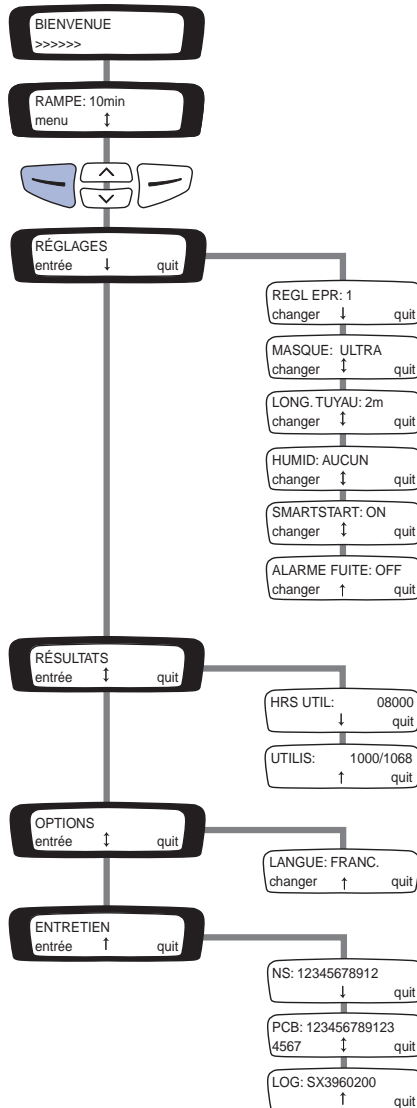 BIENVENUE
>>>>>>
RAMPE: 10min
menu ↕
RÉGLAGES
entrée ↓ quit
REGL EPR: 1
changer ↓ quit
MASQUE: ULTRA
changer ↕ quit
LONG. TUYAU: 2m
changer ↕ quit
HUMID: AUCUN
changer ↕ quit
SMARTSTART: ON
changer ↕ quit
ALARME FUITE: OFF
changer ↑ quit
RÉSULTATS
entrée ↕ quit
HRS UTIL: 08000
↓ quit
UTILIS: 1000/1068
↑ quit
OPTIONS
entrée ↕ quit
LANGUE: FRANC.
changer ↑ quit
ENTRETIEN
entrée ↑ quit
NS: 12345678912
↓ quit
PCB: 123456789123
4567 ↕ quit
LOG: SX3960200
↑ quit